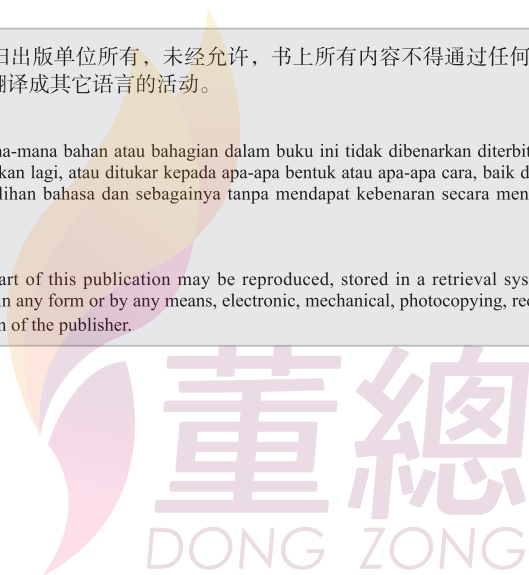 归出版单位所有，未经允许，书上所有内容不得通过任何
翻译成其它语言的活动。
na-mana bahan atau bahagian dalam buku ini tidak dibenarkan diterbit
kan lagi, atau ditukar kepada apa-apa bentuk atau apa-apa cara, baik d
lihan bahasa dan sebagainya tanpa mendapat kebenaran secara men
art of this publication may be reproduced, stored in a retrieval sys
in any form or by any means, electronic, mechanical, photocopying, rec
n of the publisher.
董總
DONG ZONG